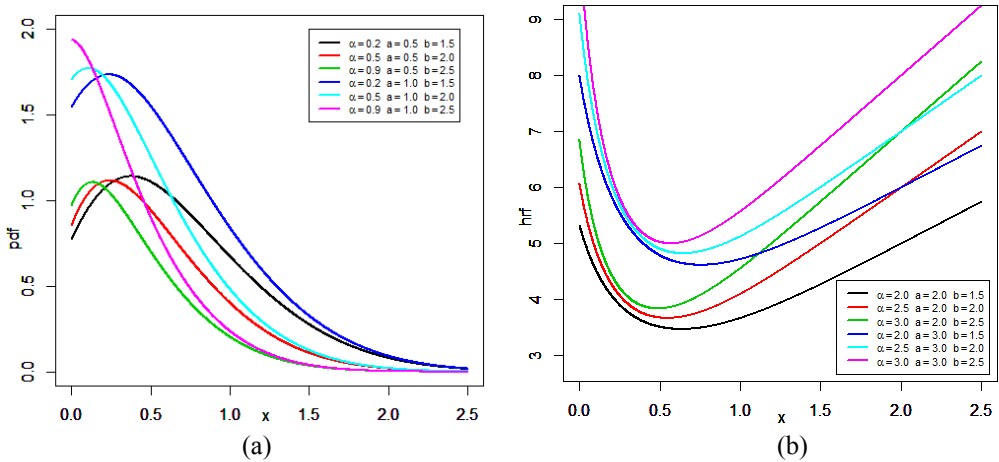 2.0
1.5
1.0
0.5
0.0
pdf
α=0.2 a=0.5 b=1.5
α=0.5 a=0.5 b=2.0
α=0.9 a=0.5 b=2.5
α=0.2 a=1.0 b=1.5
α=0.5 a=1.0 b=2.0
α=0.9 a=1.0 b=2.5
0.0 0.5 1.0 1.5 2.0 2.5
x
(a)
9
8
7
6
5
4
3
hrf
α=2.0 a=2.0 b=1.5
α=2.5 a=2.0 b=2.0
α=3.0 a=2.0 b=2.5
α=2.0 a=3.0 b=1.5
α=2.5 a=3.0 b=2.0
α=3.0 a=3.0 b=2.5
0.0 0.5 1.0 1.5 2.0 2.5
x
(b)